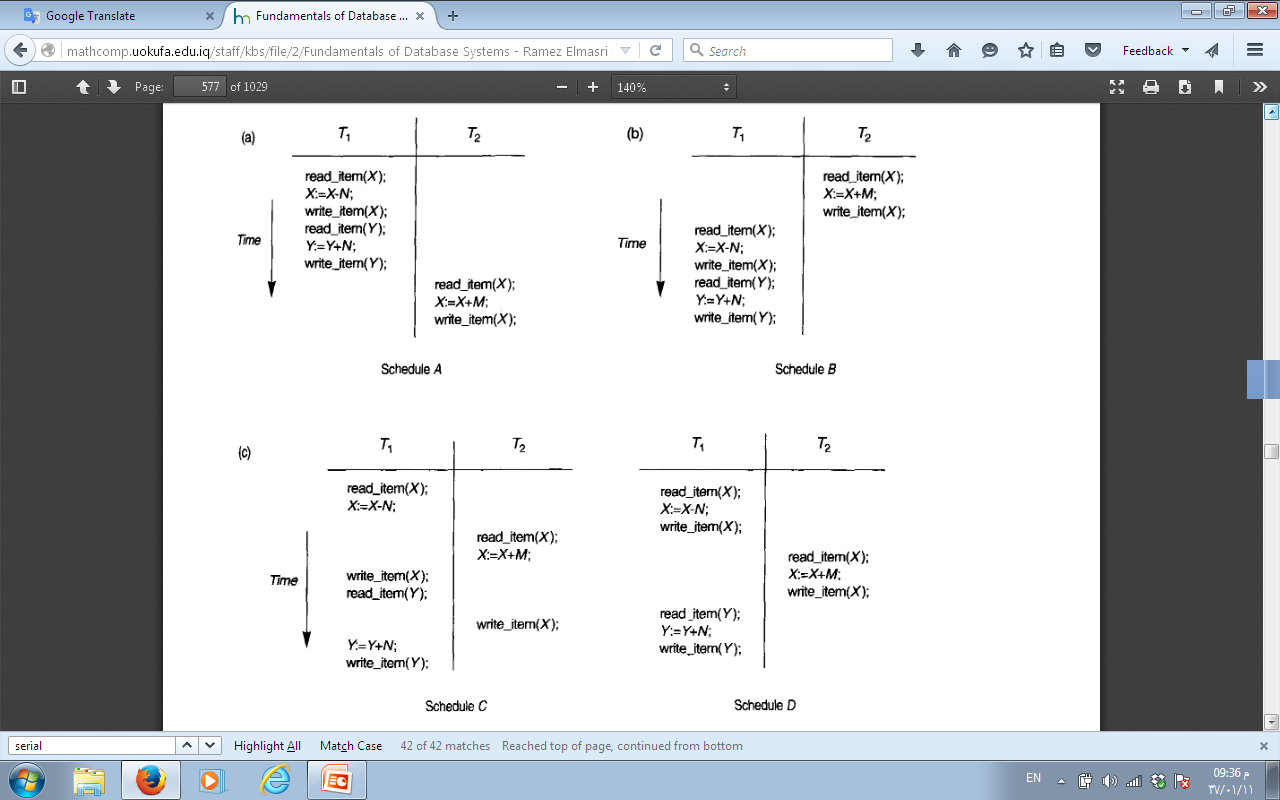 Google Translate
Fundamentals of Database ...
mathcomp.uokufa.edu.iq/staff/kbs/file/2/Fundamentals of Database Systems - Ramez Elmasri
Search
Feedback
Page: 577 of 1029
140%
(a) T1 T2
read_item(X);
X:=X-N;
write_item(X);
read_item(Y);
Y:=Y+N;
write_item(Y);
Time
read_item(X);
X:=X+M;
write_item(X);
Schedule A
(b) T1 T2
read_item(X);
X:=X+M;
write_item(X);
Time
read_item(X);
X:=X-N;
write_item(X);
read_item(Y);
Y:=Y+N;
write_item(Y);
Schedule B
(c) T1 T2
read_item(X);
X:=X-N;
read_item(X);
X:=X+M;
Time
write_item(X);
read_item(Y);
write_item(X);
Y:=Y+N;
write_item(Y);
Schedule C
T1 T2
read_item(X);
X:=X-N;
write_item(X);
read_item(X);
X:=X+M;
write_item(X);
read_item(Y);
Y:=Y+N;
write_item(Y);
Schedule D
serial
Highlight All
Match Case
42 of 42 matches
Reached top of page, continued from bottom
EN
09:36 م
٣٧/٠١/١١